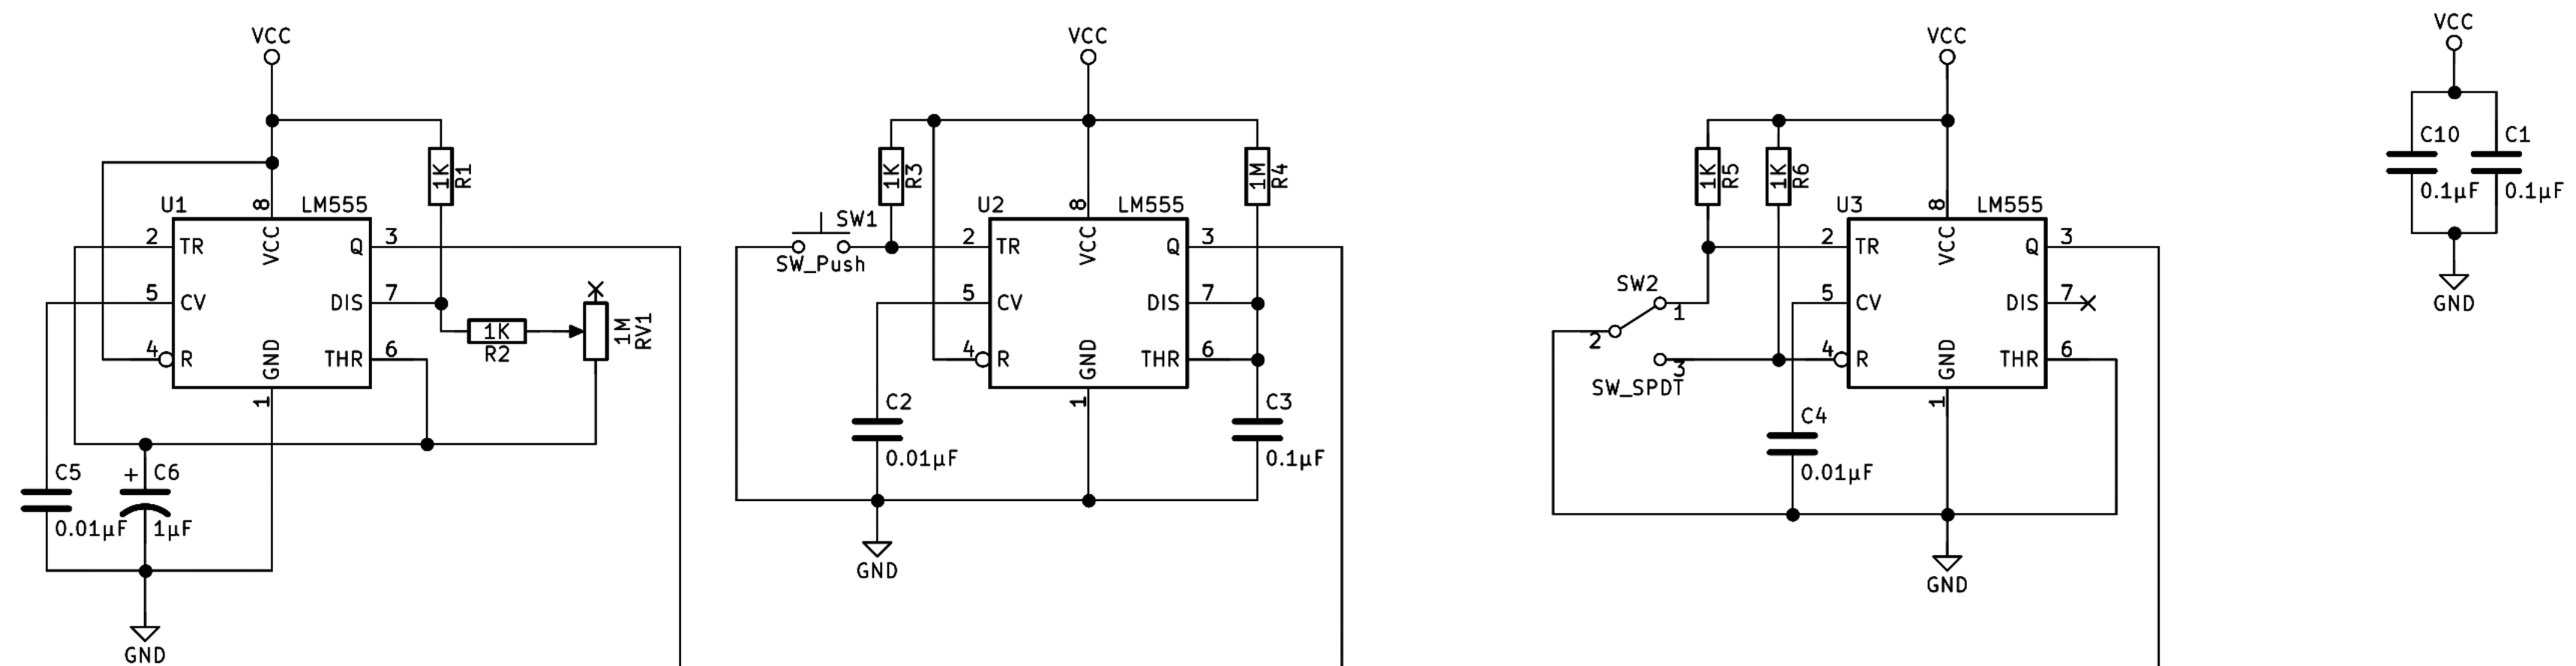 VCC
1K
R1
U1
8
LM555
2
TR
VCC
Q
3
5
CV
DIS
7
1K
R2
1M
RV1
4
R
GND
THR
6
1
C5
0.01µF
+
C6
1µF
GND
VCC
1K
R3
1M
R4
U2
8
LM555
SW1
SW_Push
2
TR
VCC
Q
3
5
CV
DIS
7
4
R
GND
THR
6
1
C2
0.01µF
C3
0.1µF
GND
VCC
1K
R5
1K
R6
U3
8
LM555
2
TR
VCC
Q
3
SW2
1
2
3
SW_SPDT
5
CV
DIS
7
4
R
GND
THR
6
1
C4
0.01µF
GND
VCC
C10
0.1µF
C1
0.1µF
GND